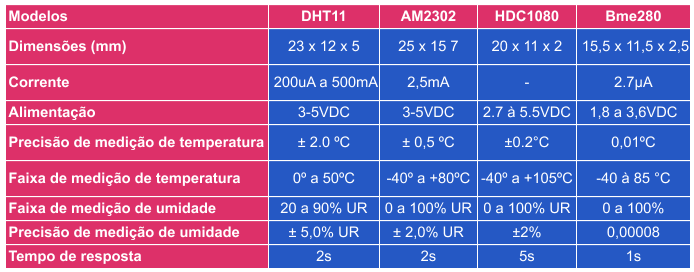 Modelos DHT11 AM2302 HDC1080 Bme280
Dimensões (mm) 23 x 12 x 5 25 x 15 7 20 x 11 x 2 15,5 x 11,5 x 2,5
Corrente 200uA a 500mA 2,5mA - 2.7µA
Alimentação 3-5VDC 3-5VDC 2.7 à 5.5VDC 1,8 a 3,6VDC
Precisão de medição de temperatura ± 2.0 ºC ± 0,5 ºC ±0.2°C 0,01ºC
Faixa de medição de temperatura 0º a 50ºC -40º a +80ºC -40º a +105ºC -40 à 85 °C
Faixa de medição de umidade 20 a 90% UR 0 a 100% UR 0 a 100% UR 0 a 100%
Precisão de medição de umidade ± 5,0% UR ± 2,0% UR ±2% 0,00008
Tempo de resposta 2s 2s 5s 1s